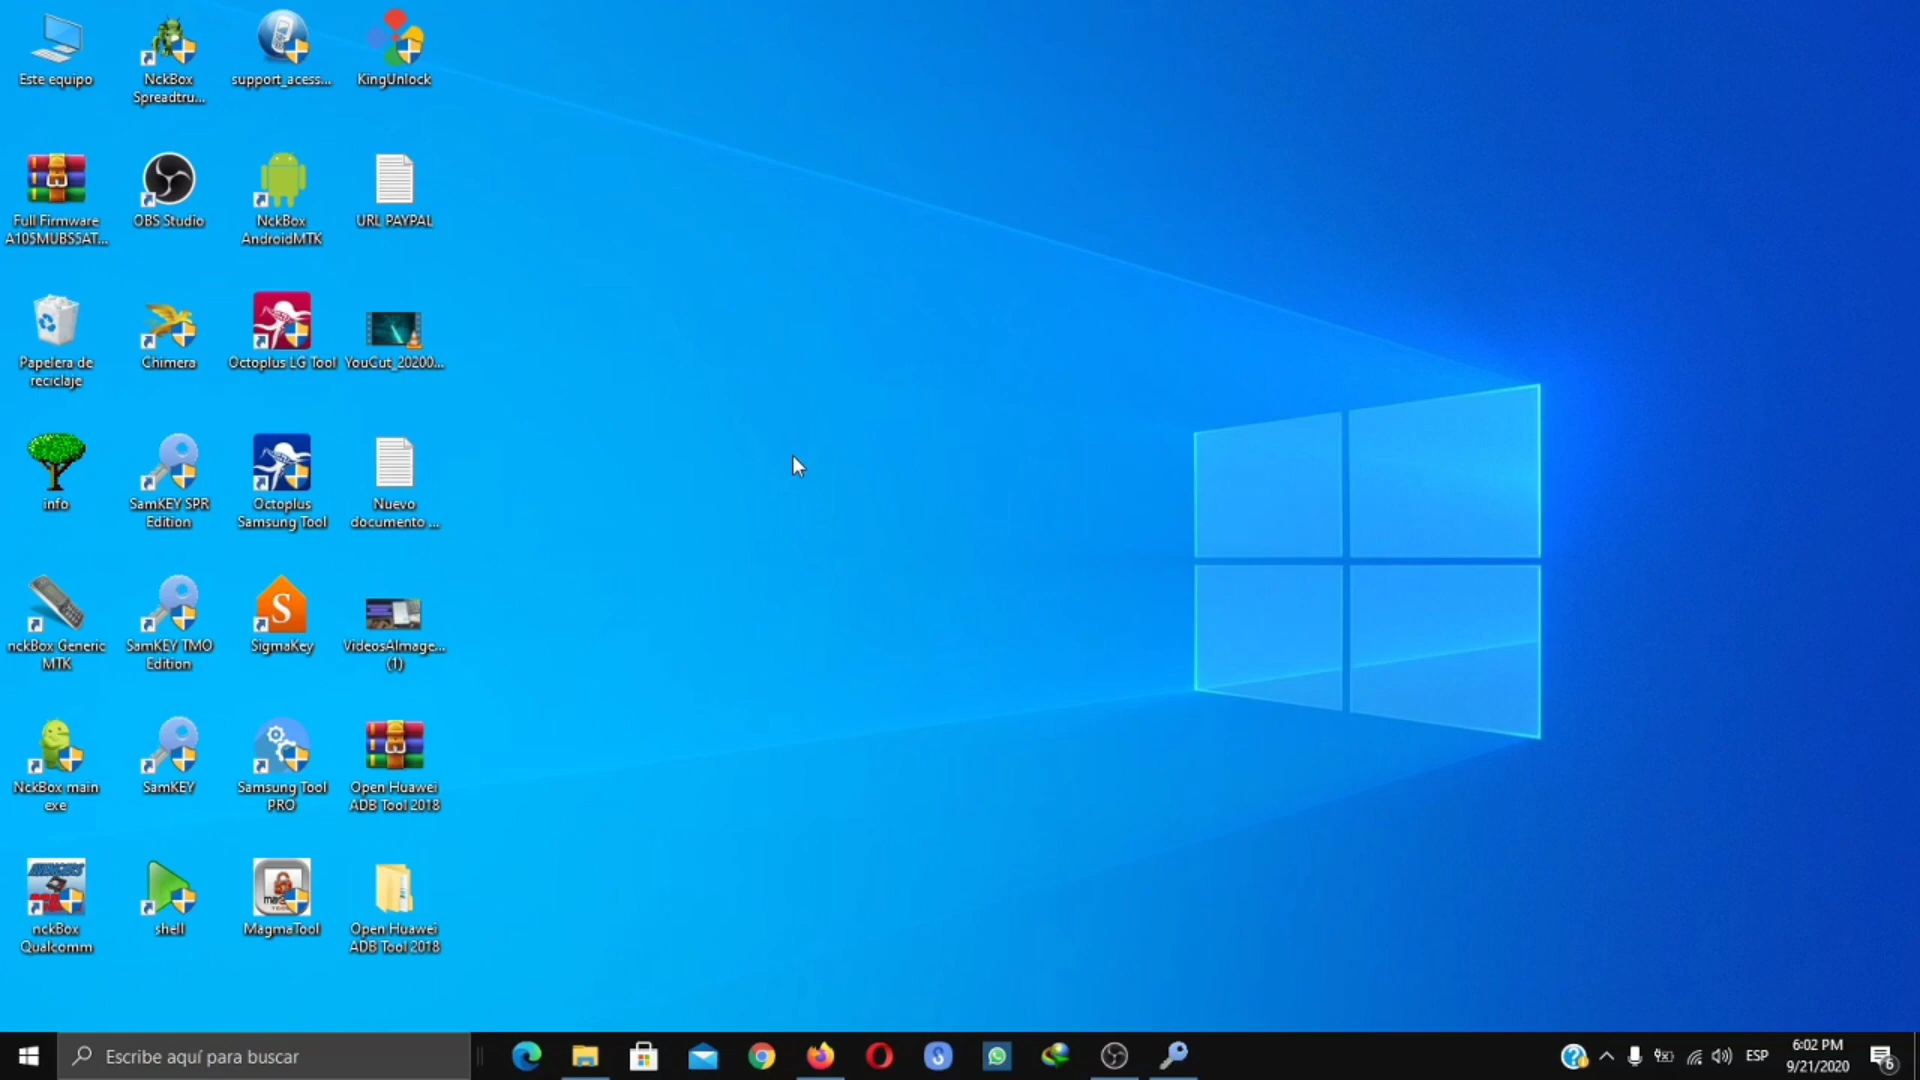 Este equipo
NckBox
Spreadtru...
support_acess...
KingUnlock
Full Firmware
A105MUBS5AT...
OBS Studio
NckBox
AndroidMTK
URL PAYPAL
Papelera de
reciclaje
Chimera
Octoplus LG Tool
YouCut_20200...
info
SamKEY SPR
Edition
Octoplus
Samsung Tool
Nuevo
documento ...
nckBox Generic
MTK
SamKEY TMO
Edition
S
SigmaKey
VideosAImage...
(1)
NckBox main
exe
SamKEY
Samsung Tool
PRO
Open Huawei
ADB Tool 2018
nckBox
Qualcomm
shell
MagmaTool
Open Huawei
ADB Tool 2018
Escribe aquí para buscar
ESP
6:02 PM
9/21/2020
6